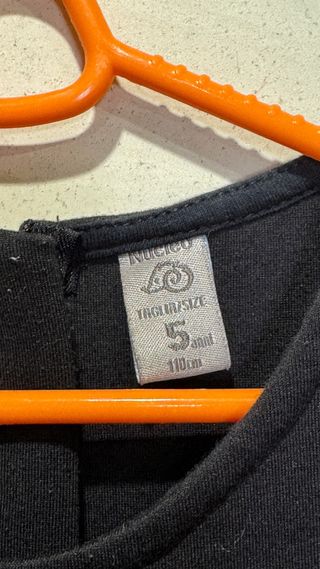 Nucleo
TAGLIA/SIZE
5 anni
110cm